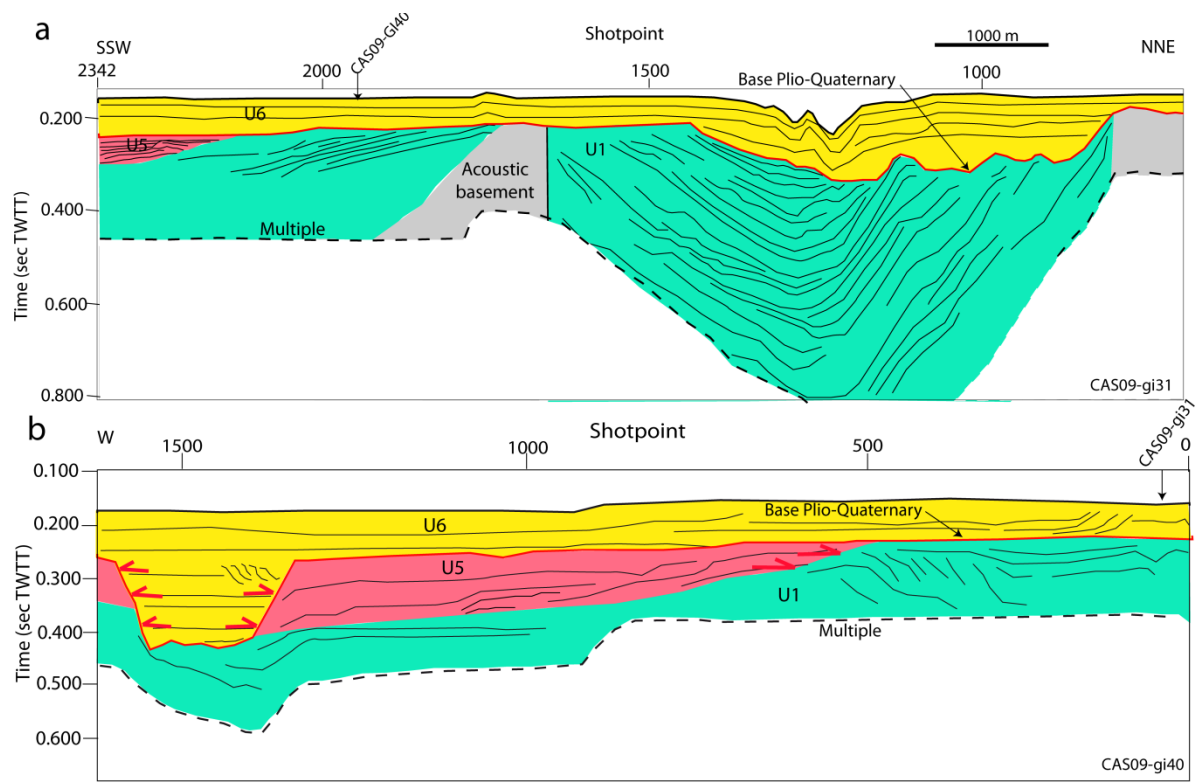 a
SSW
2342
2000
CAS09-GI40
Shotpoint
1500
1000 m
1000
NNE
Base Plio-Quaternary
0.200
0.400
0.600
0.800
Time (sec TWTT)
U6
U5
U1
Acoustic
basement
Multiple
CAS09-gi31
b
W
1500
1000
Shotpoint
500
0
CAS09-gi31
0.100
0.200
0.300
0.400
0.500
0.600
Time (sec TWTT)
U6
Base Plio-Quaternary
U5
U1
Multiple
CAS09-gi40